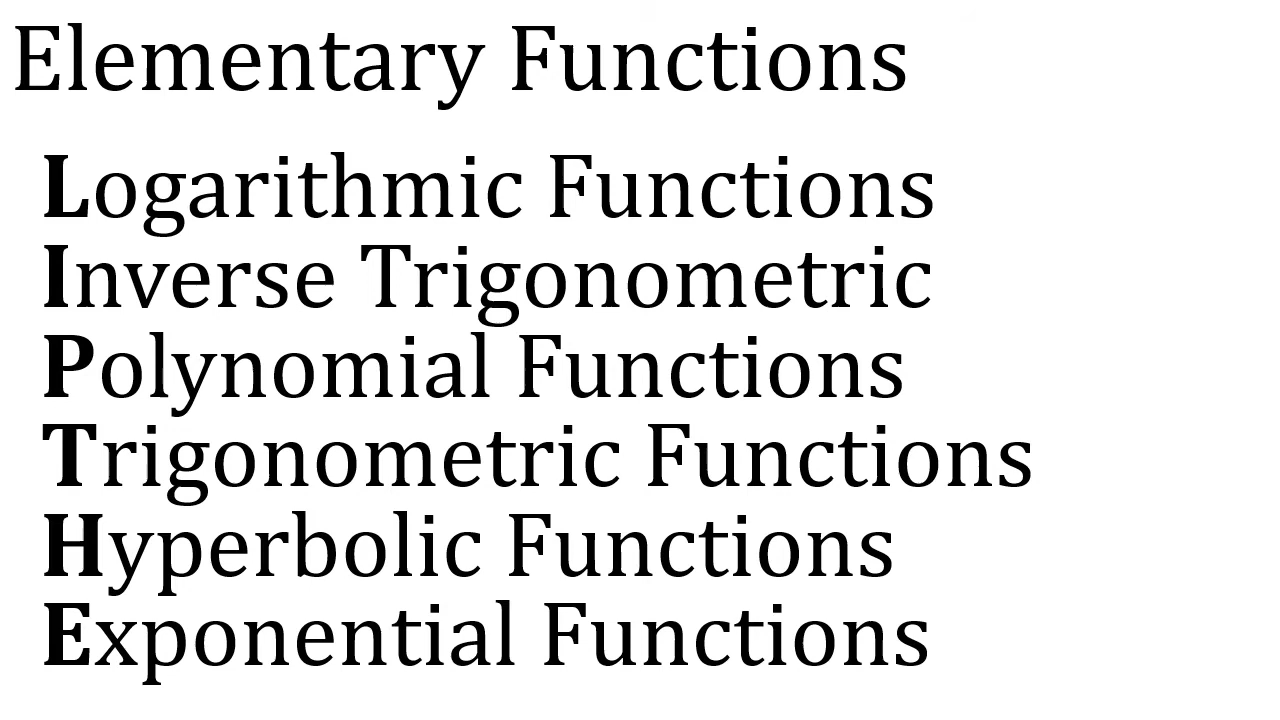 Elementary Functions
Logarithmic Functions
Inverse Trigonometric
Polynomial Functions
Trigonometric Functions
Hyperbolic Functions
Exponential Functions